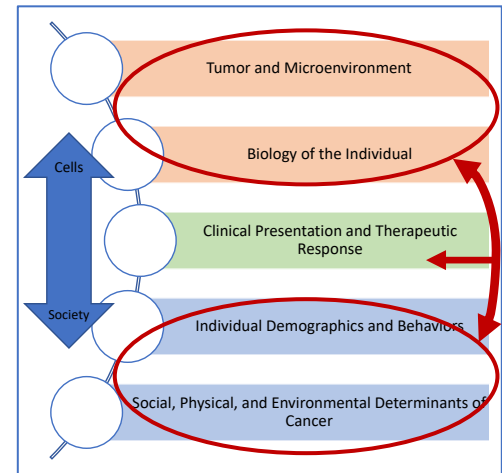 Tumor and Microenvironment
Cells
Biology of the Individual
Clinical Presentation and Therapeutic
Response
Society
Individual Demographics and Behaviors
Social, Physical, and Environmental Determinants of
Cancer